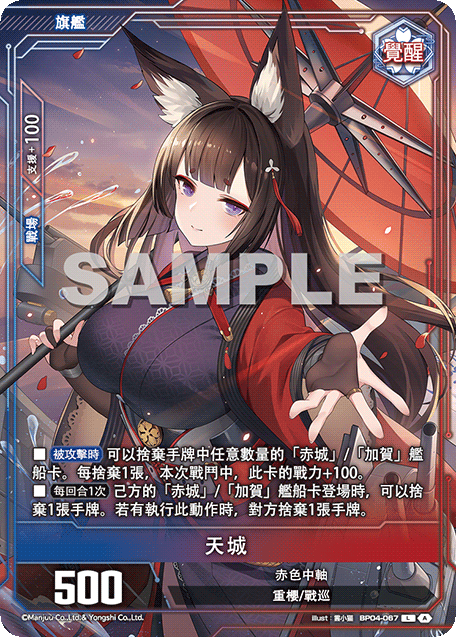 旗艦
覺醒
支援+100
戰場
SAMPLE
■ 被攻擊時 可以捨棄手牌中任意數量的「赤城」/「加賀」艦
船卡。每捨棄1張，本次戰鬥中，此卡的戰力+100。
■ 每回合1次 己方的「赤城」/「加賀」艦船卡登場時，可以捨
棄1張手牌。若有執行此動作時，對方捨棄1張手牌。
天城
500
赤色中軸
重櫻/戰巡
©Manjuu Co.,Ltd.& Yongshi Co.,Ltd.
illust：醬小貓
BP04-067 L A